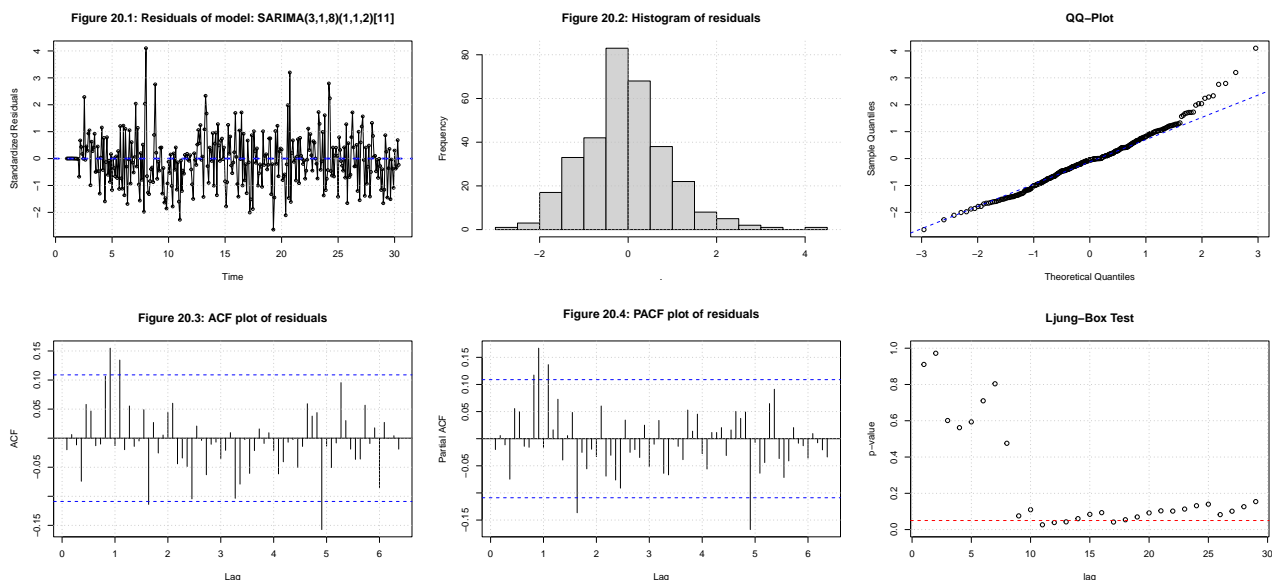 Figure 20.1: Residuals of model: SARIMA(3,1,8)(1,1,2)[11]
Standardized Residuals
4
3
2
1
0
−1
−2
0 5 10 15 20 25 30
Time
Figure 20.2: Histogram of residuals
Frequency
80
60
40
20
0
−2 0 2 4
QQ−Plot
Sample Quantiles
4
3
2
1
0
−1
−2
−3 −2 −1 0 1 2 3
Theoretical Quantiles
Figure 20.3: ACF plot of residuals
ACF
0.15
0.10
0.05
−0.05
−0.15
0 1 2 3 4 5 6
Lag
Figure 20.4: PACF plot of residuals
Partial ACF
0.15
0.10
0.05
−0.05
−0.15
0 1 2 3 4 5 6
Lag
Ljung−Box Test
p−value
1.0
0.8
0.6
0.4
0.2
0.0
0 5 10 15 20 25 30
lag